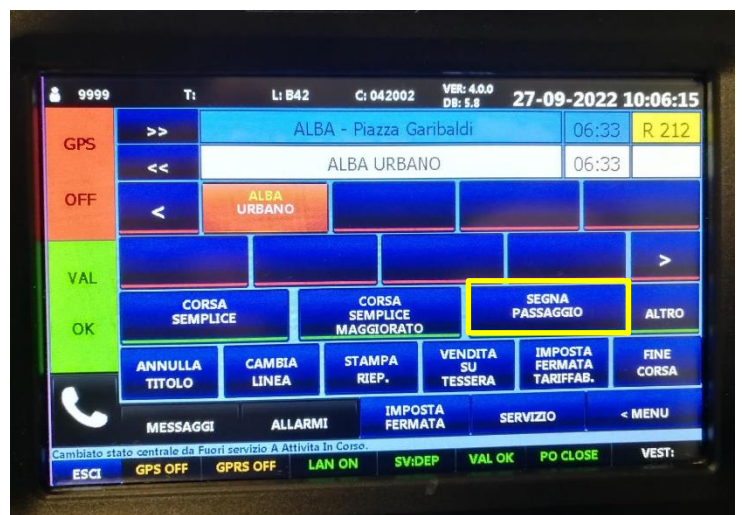 9999 T: L: B42 C: 042002 VER: 4.0.0 DB: 5.8 27-09-2022 10:06:15
GPS
OFF
>> ALBA - Piazza Garibaldi 06:33 R 212
<< ALBA URBANO 06:33
< ALBA
URBANO
>
VAL
OK
CORSA
SEMPLICE
CORSA
SEMPLICE
MAGGIORATO
SEGNA
PASSAGGIO
ALTRO
ANNULLA
TITOLO
CAMBIA
LINEA
STAMPA
RIEP.
VENDITA
SU
TESSERA
IMPOSTA
FERMATA
TARIFFAB.
FINE
CORSA
MESSAGGI
ALLARMI
IMPOSTA
FERMATA
SERVIZIO
< MENU
Cambiato stato centrale da Fuori servizio A Attivita In Corso.
ESCI GPS OFF GPRS OFF LAN ON SV:DEP VAL OK PO CLOSE VEST: